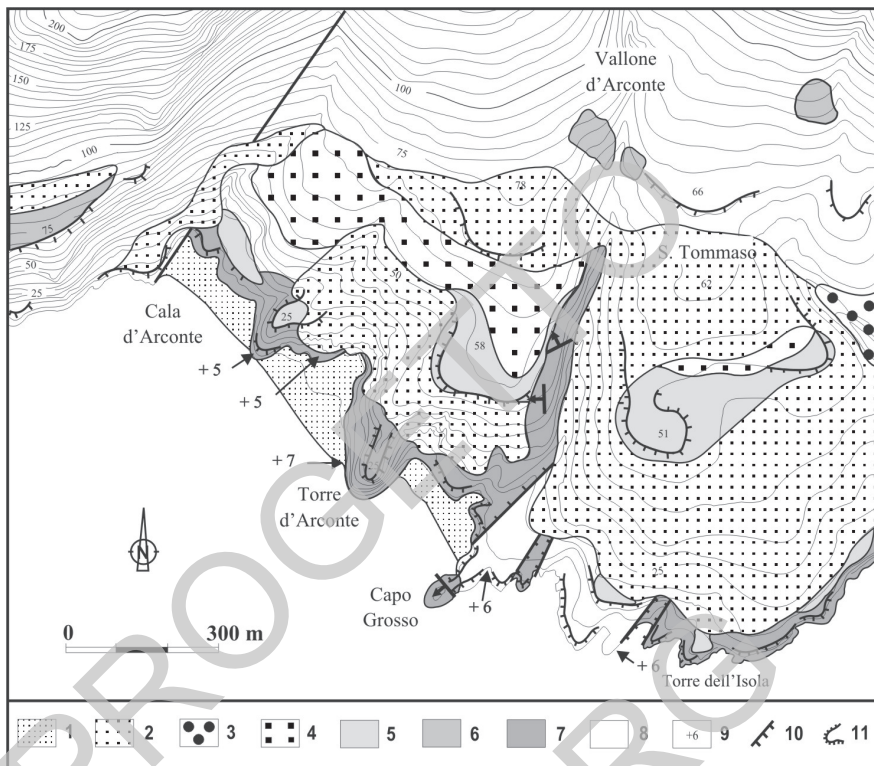 200
175
150
125
100
75
50
25
100
75
78
Vallone
d'Arconte
66
S. Tommaso
62
50
58
51
25
25
Cala
d'Arconte
+ 5
+ 5
+ 7
Torre
d'Arconte
N
Capo
Grosso
+ 6
+ 6
Torre dell'Isola
0 300 m
1 2 3 4 5 6 7 8 +6 9 10 11
PROGETTO